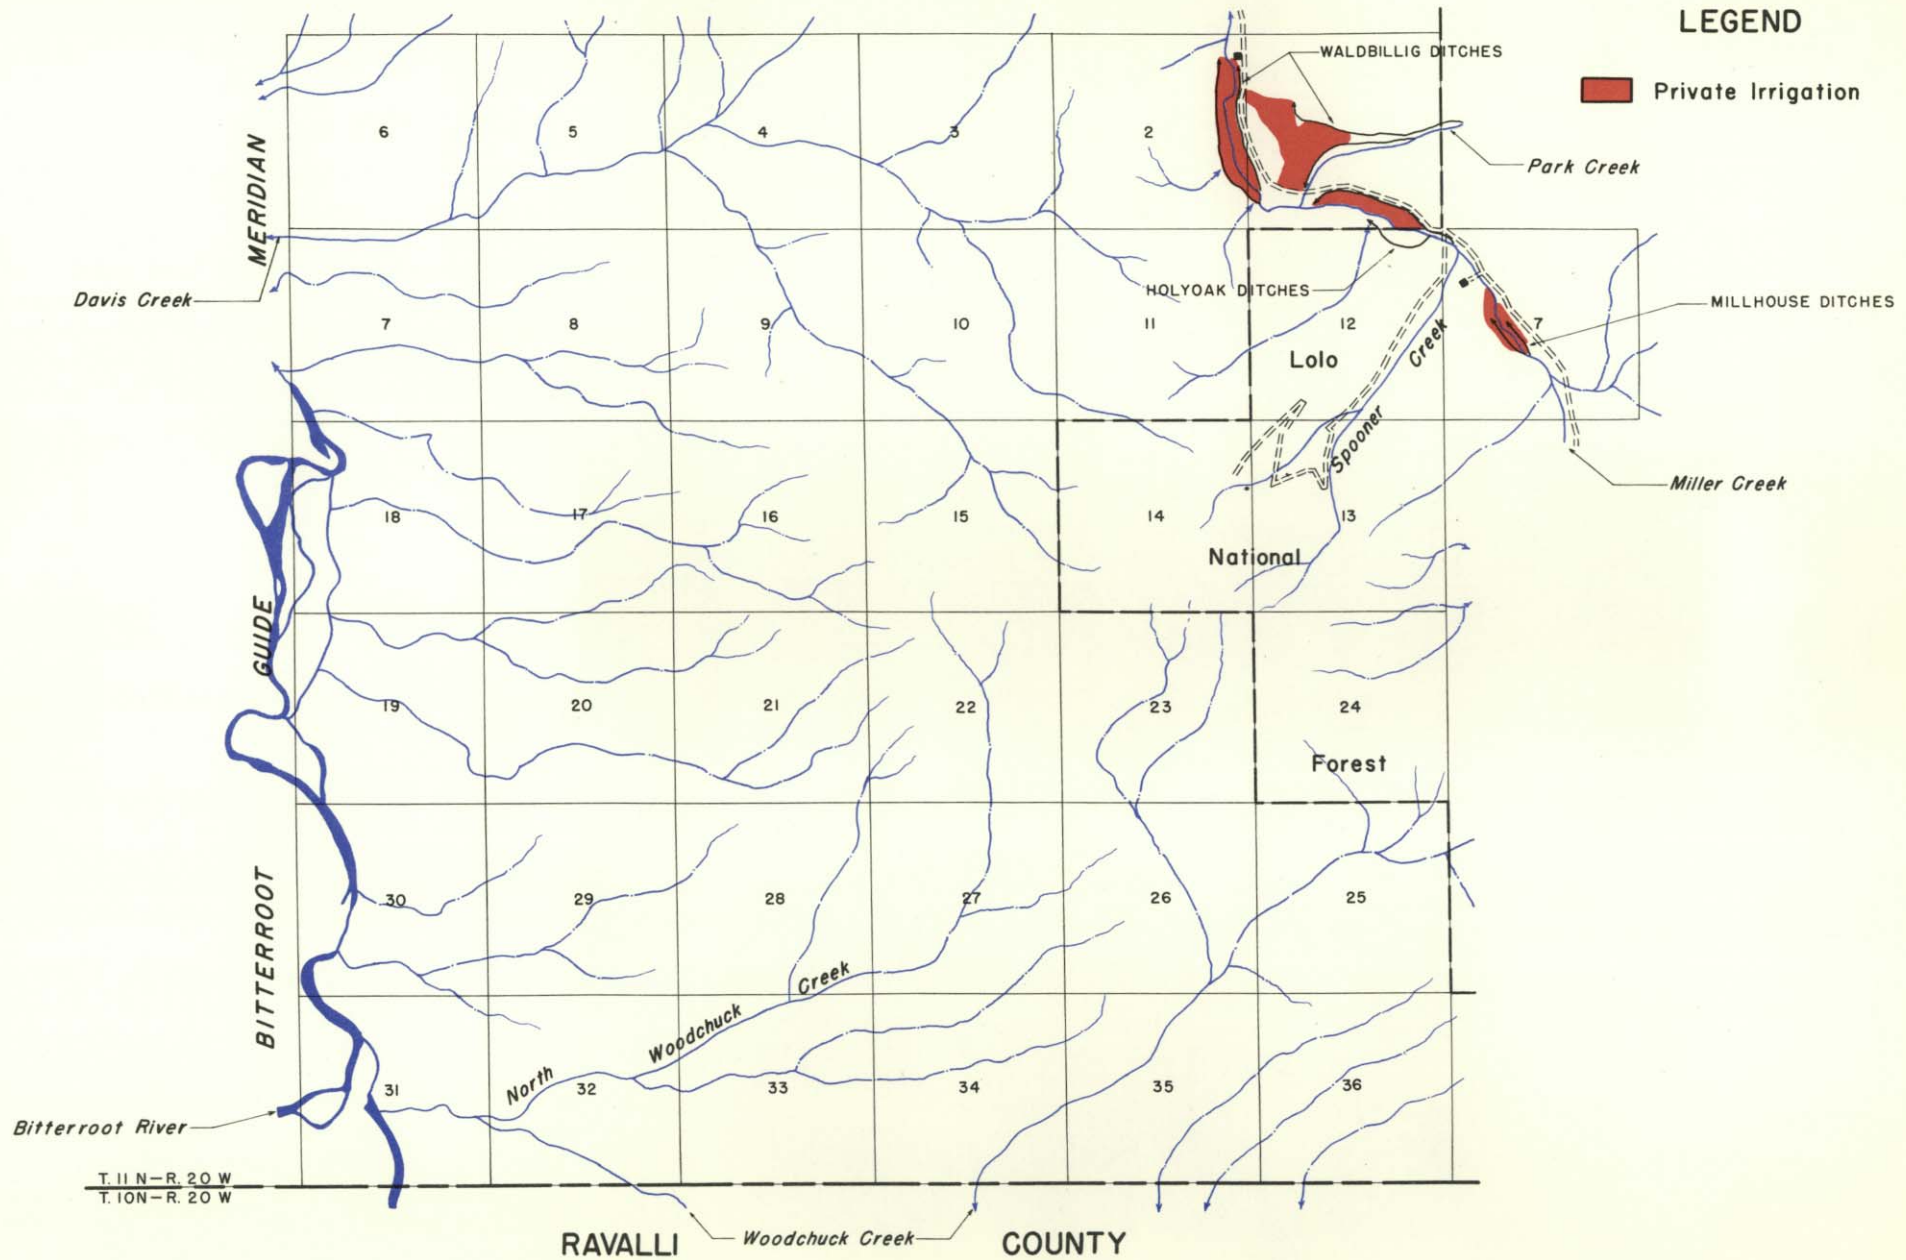 LEGEND
Private Irrigation
WALDBILLIG DITCHES
6
5
4
3
2
Park Creek
MERIDIAN
Davis Creek
HOLYOAK DITCHES
MILLHOUSE DITCHES
7
8
9
10
11
12
7
Lolo
Spooner Creek
Miller Creek
18
17
16
15
14
13
National
GUIDE
19
20
21
22
23
24
Forest
BITTERROOT
30
29
28
27
26
25
North Woodchuck Creek
31
32
33
34
35
36
Bitterroot River
T. 11 N–R. 20 W
T. 10N–R. 20 W
Woodchuck Creek
RAVALLI COUNTY